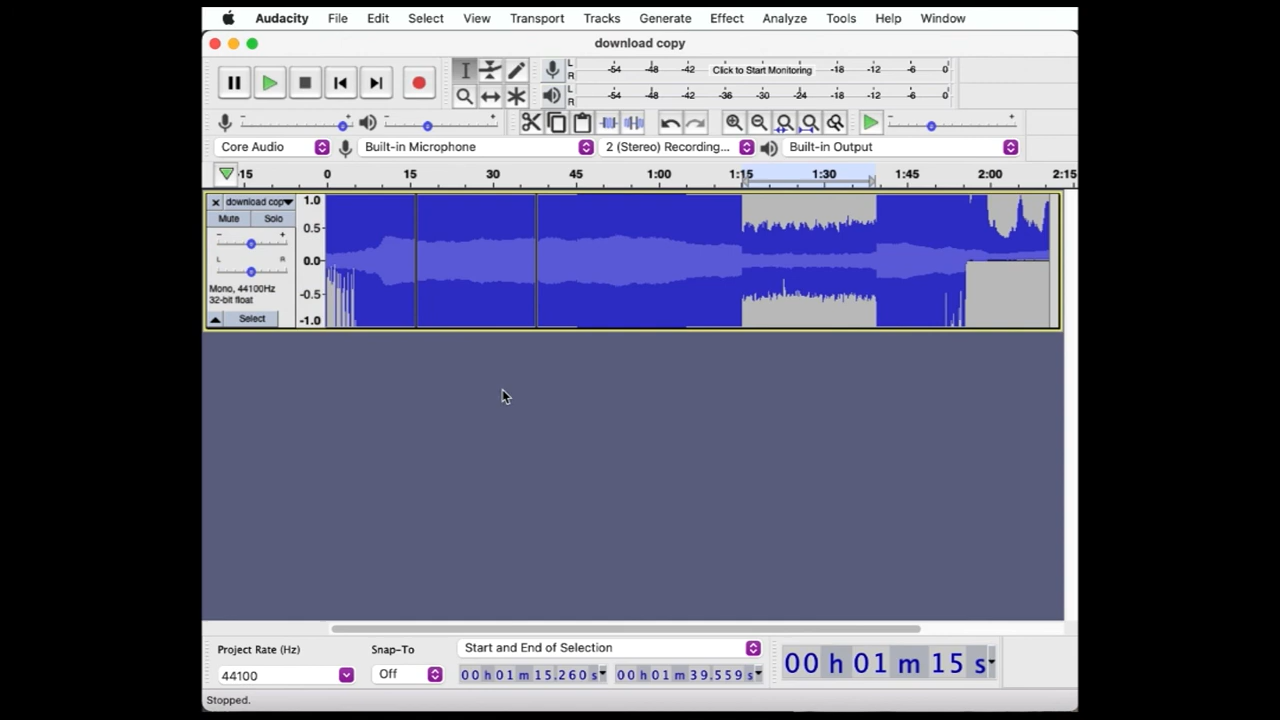 Audacity File Edit Select View Transport Tracks Generate Effect Analyze Tools Help Window
download copy
L R -54 -48 -42 Click to Start Monitoring -18 -12 -6 0
L R -54 -48 -42 -36 -30 -24 -18 -12 -6 0
- + - + - +
Core Audio Built-in Microphone 2 (Stereo) Recording... Built-in Output
-15 0 15 30 45 1:00 1:15 1:30 1:45 2:00 2:15
download cop 1.0
Mute Solo
- + 0.5
L R 0.0
Mono, 44100Hz
32-bit float -0.5
Select -1.0
Project Rate (Hz) Snap-To Start and End of Selection
44100 Off 00 h 01 m 15.260 s 00 h 01 m 39.559 s 00 h 01 m 15 s
Stopped.